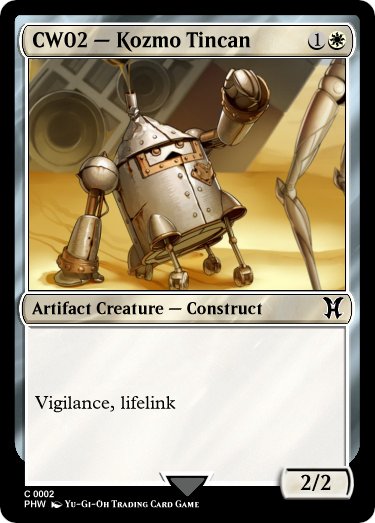 CW02 — Kozmo Tincan 1
Artifact Creature — Construct
Vigilance, lifelink
2/2
C 0002
PHW Yu-Gi-Oh Trading Card Game